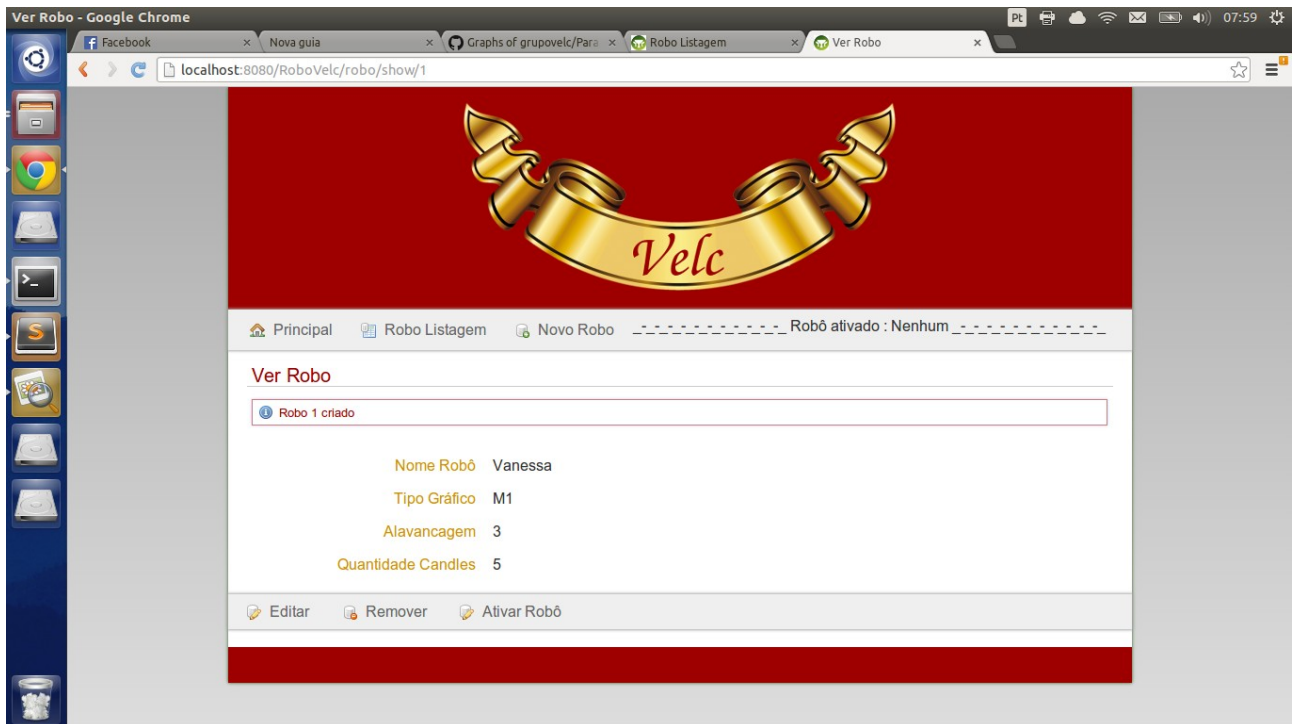 Ver Robo - Google Chrome
Pt
07:59
Facebook
Nova guia
Graphs of grupovelc/Para
Robo Listagem
Ver Robo
localhost:8080/RoboVelc/robo/show/1
Velc
Principal Robo Listagem Novo Robo _-_-_-_-_-_-_-_-_-_-_-_-_ Robô ativado : Nenhum _-_-_-_-_-_-_-_-_-_-_-_-_
Ver Robo
Robo 1 criado
Nome Robô Vanessa
Tipo Gráfico M1
Alavancagem 3
Quantidade Candles 5
Editar Remover Ativar Robô